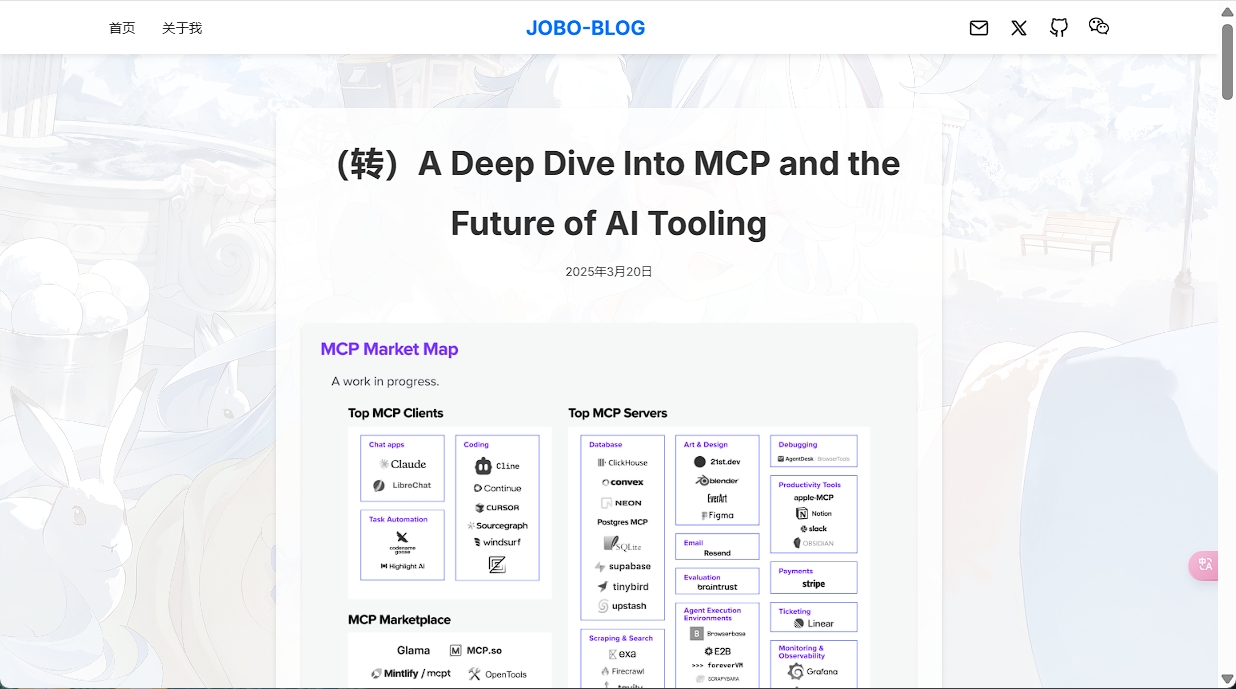 首页
关于我
JOBO-BLOG
（转）A Deep Dive Into MCP and the
Future of AI Tooling
2025年3月20日
MCP Market Map
A work in progress.
Top MCP Clients
Chat apps
Claude
LibreChat
Task Automation
codename
goose
Highlight AI
Coding
Cline
Continue
CURSOR
Sourcegraph
windsurf
MCP Marketplace
Glama
MCP.so
Mintlify / mcpt
OpenTools
Top MCP Servers
Database
ClickHouse
convex
NEON
Postgres MCP
SQLite
supabase
tinybird
upstash
Scraping & Search
exa
Firecrawl
Art & Design
21st.dev
blender
EverArt
Figma
Email
Resend
Evaluation
braintrust
Agent Execution
Environments
Browserbase
E2B
>>> foreverVM
SCRAPYBARA
Debugging
AgentDesk BrowserTools
Productivity Tools
apple-MCP
Notion
slack
OBSIDIAN
Payments
stripe
Ticketing
Linear
Monitoring &
Observability
Grafana